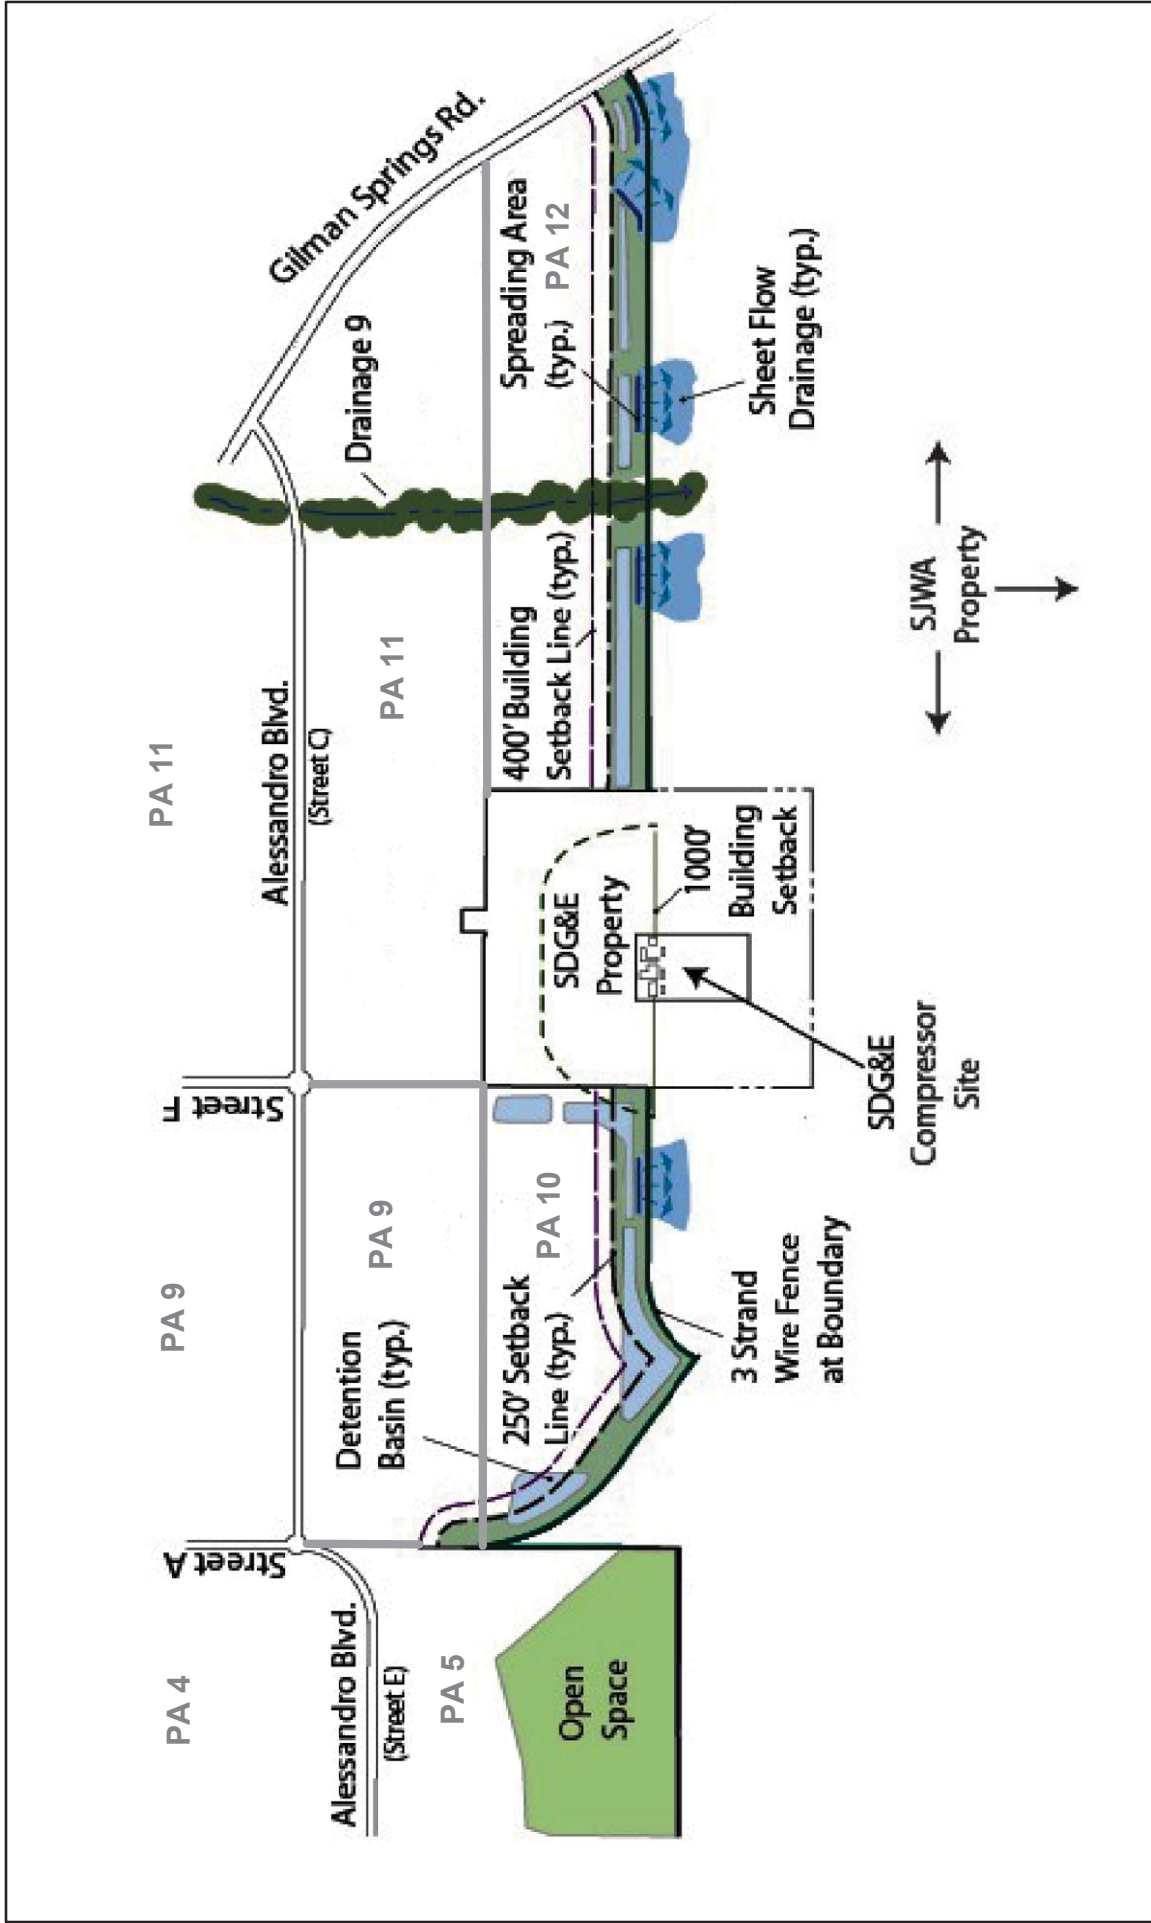 PA 4
PA 9
PA 11
Street A
Street F
Alessandro Blvd.
(Street C)
Gilman Springs Rd.
Alessandro Blvd.
(Street E)
PA 5
Detention
Basin (typ.)
PA 9
PA 11
Drainage 9
250' Setback
Line (typ.)
PA 10
400' Building
Setback Line (typ.)
Spreading Area
(typ.)
PA 12
Open
Space
SDG&E
Property
1000'
Building
Setback
3 Strand
Wire Fence
at Boundary
Sheet Flow
Drainage (typ.)
SDG&E
Compressor
Site
SJWA
Property